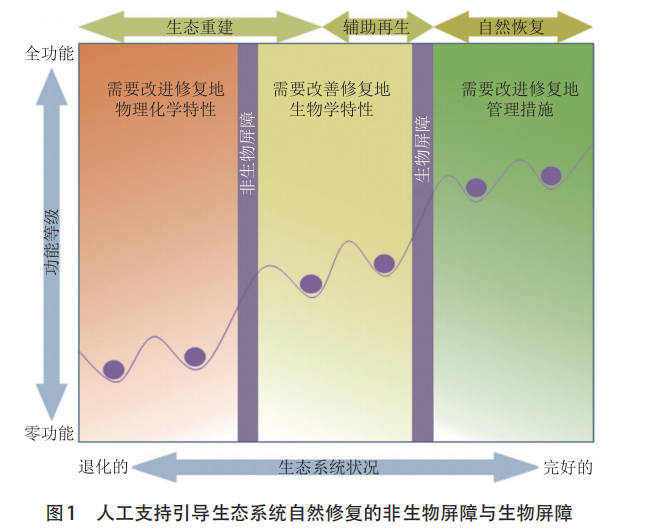 生态重建
辅助再生
自然恢复
全功能
需要改进修复地
物理化学特性
需要改善修复地
生物学特性
需要改进修复地
管理措施
非生物屏障
生物屏障
功能等级
零功能
退化的
生态系统状况
完好的
图1 人工支持引导生态系统自然修复的非生物屏障与生物屏障